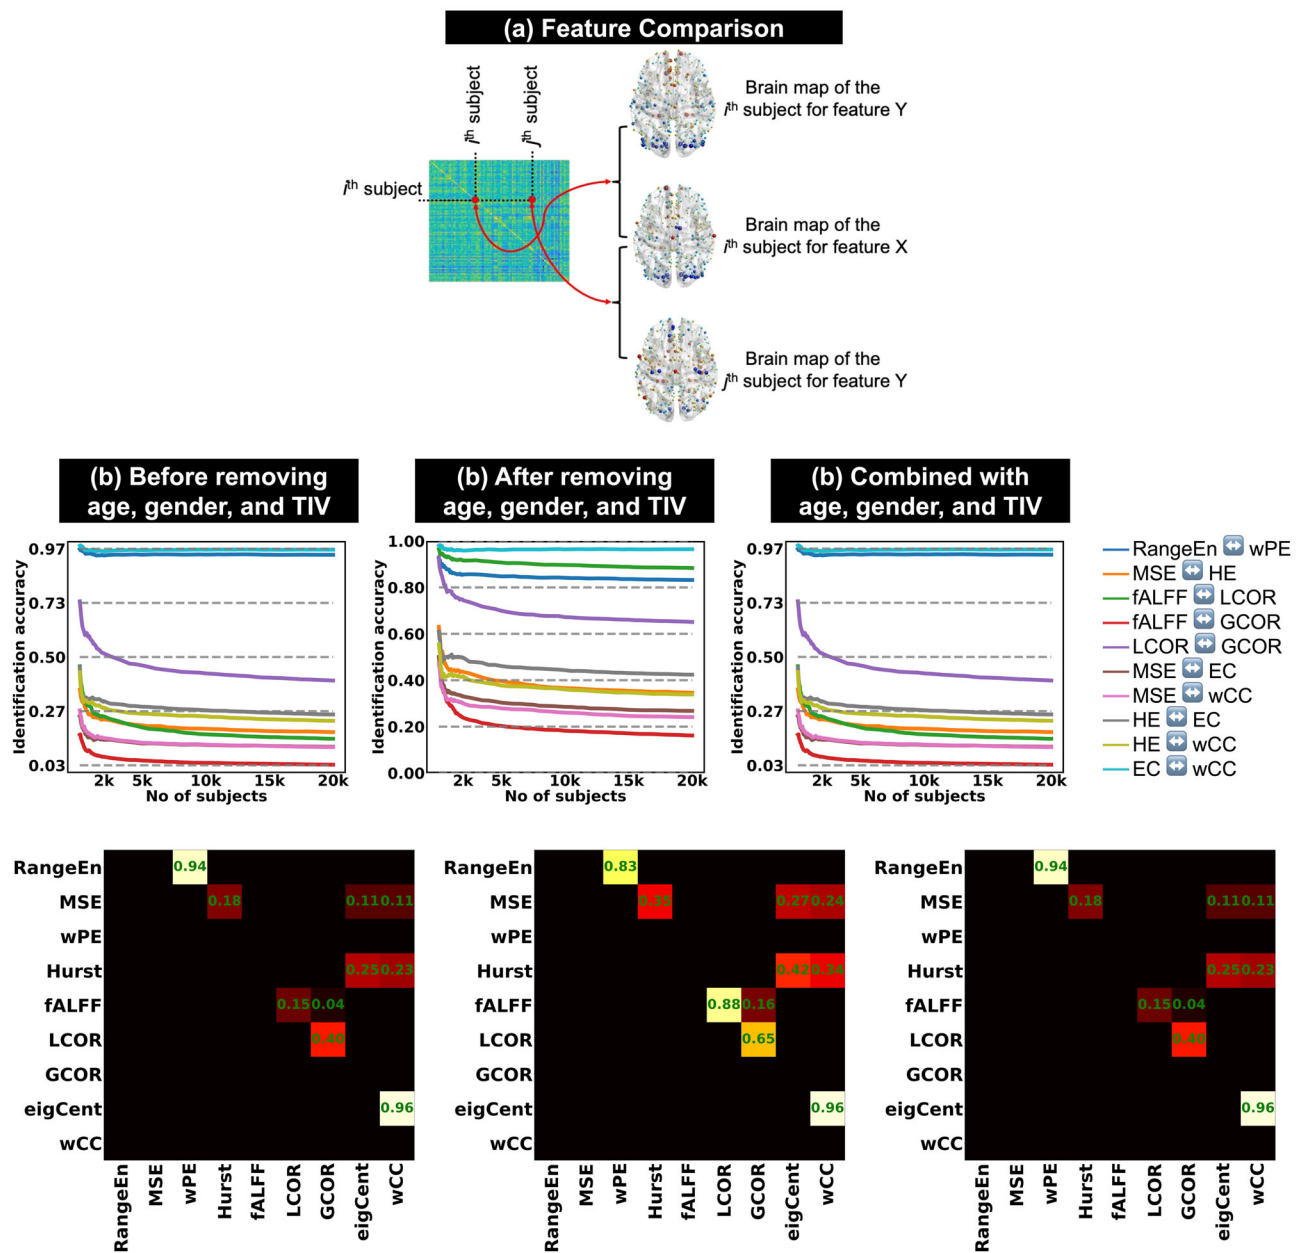 (a) Feature Comparison
ith subject
jth subject
ith subject
Brain map of the
ith subject for feature Y
Brain map of the
ith subject for feature X
Brain map of the
jth subject for feature Y
(b) Before removing
age, gender, and TIV
(b) After removing
age, gender, and TIV
(b) Combined with
age, gender, and TIV
Identification accuracy
0.97
0.73
0.50
0.27
0.03
2k 5k 10k 15k 20k
No of subjects
Identification accuracy
1.00
0.80
0.60
0.40
0.20
0.00
2k 5k 10k 15k 20k
No of subjects
Identification accuracy
0.97
0.73
0.50
0.27
0.03
2k 5k 10k 15k 20k
No of subjects
RangeEn ↔ wPE
MSE ↔ HE
fALFF ↔ LCOR
fALFF ↔ GCOR
LCOR ↔ GCOR
MSE ↔ EC
MSE ↔ wCC
HE ↔ EC
HE ↔ wCC
EC ↔ wCC
RangeEn 0.94
MSE 0.18 0.11 0.11
wPE
Hurst 0.25 0.23
fALFF 0.15 0.04
LCOR 0.40
GCOR
eigCent 0.96
wCC
RangeEn MSE wPE Hurst fALFF LCOR GCOR eigCent wCC
RangeEn 0.83
MSE 0.35 0.27 0.24
wPE
Hurst 0.42 0.34
fALFF 0.88 0.16
LCOR 0.65
GCOR
eigCent 0.96
wCC
RangeEn MSE wPE Hurst fALFF LCOR GCOR eigCent wCC
RangeEn 0.94
MSE 0.18 0.11 0.11
wPE
Hurst 0.25 0.23
fALFF 0.15 0.04
LCOR 0.40
GCOR
eigCent 0.96
wCC
RangeEn MSE wPE Hurst fALFF LCOR GCOR eigCent wCC